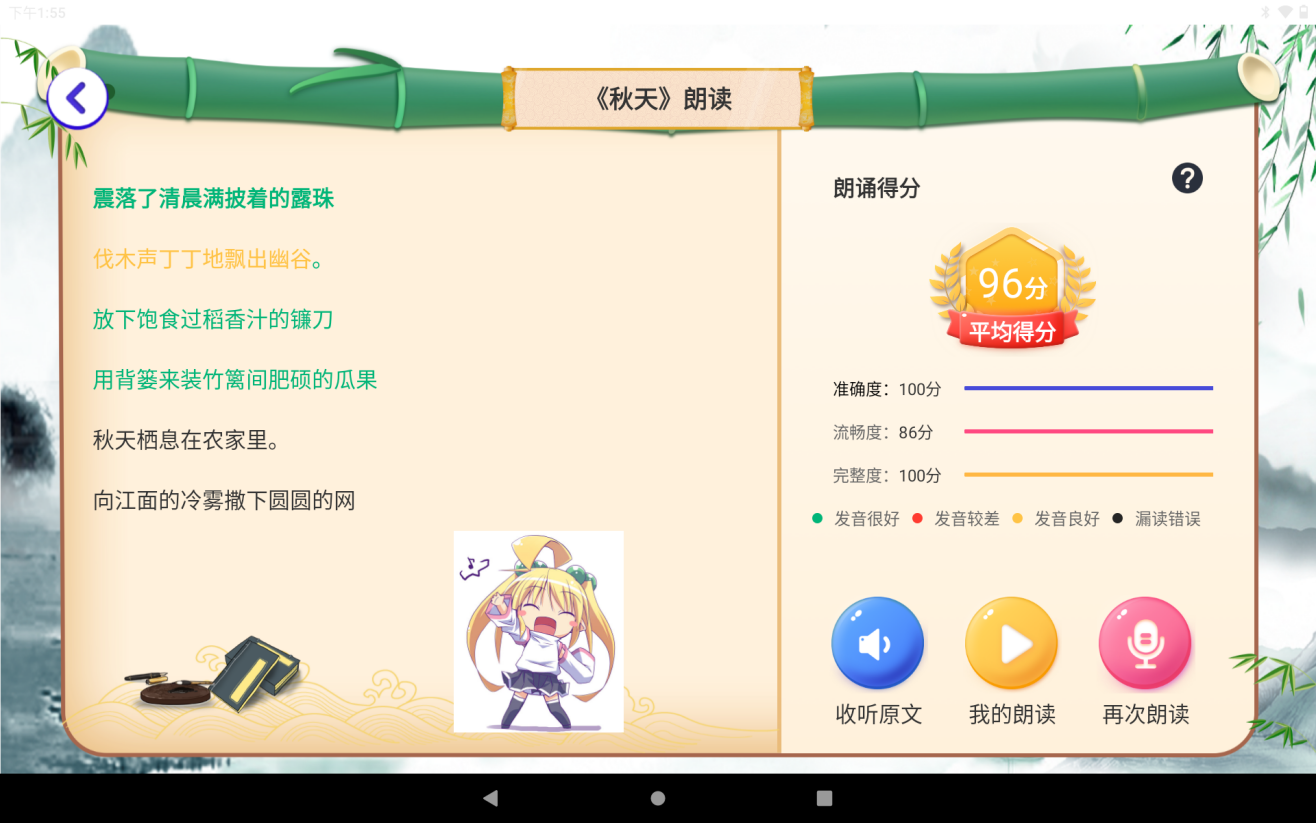 下午1:55
《秋天》朗读
震落了清晨满披着的露珠
伐木声丁丁地飘出幽谷。
放下饱食过稻香汁的镰刀
用背篓来装竹篱间肥硕的瓜果
秋天栖息在农家里。
向江面的冷雾撒下圆圆的网
朗诵得分
?
96分
平均得分
准确度：100分
流畅度：86分
完整度：100分
发音很好 发音较差 发音良好 漏读错误
收听原文 我的朗读 再次朗读